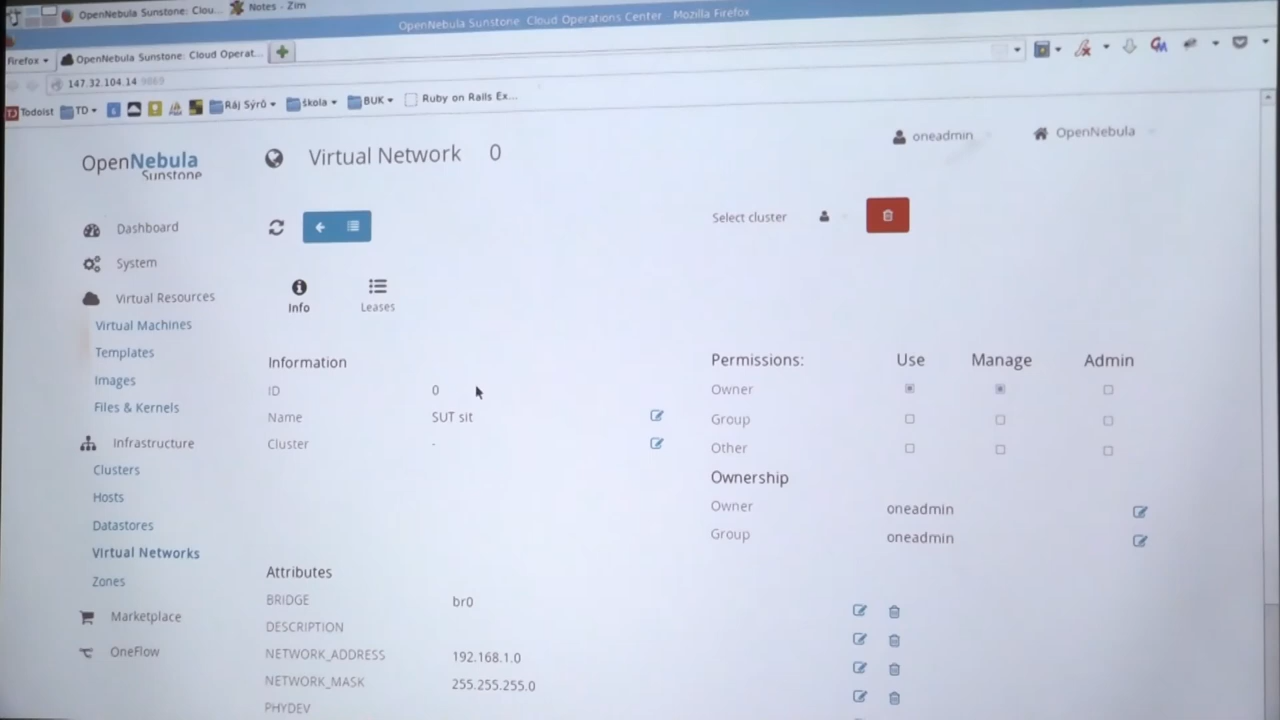 OpenNebula Sunstone: Clou... Notes - Zim
OpenNebula Sunstone: Cloud Operations Center - Mozilla Firefox
Firefox OpenNebula Sunstone: Cloud Operat...
147.32.104.14:9869
Todoist TD Ráj Sýrů škola BUK Ruby on Rails Ex...
OpenNebula Sunstone
Virtual Network 0
oneadmin OpenNebula
Select cluster
Dashboard
System
Virtual Resources
Virtual Machines
Templates
Images
Files & Kernels
Infrastructure
Clusters
Hosts
Datastores
Virtual Networks
Zones
Marketplace
OneFlow
Info Leases
Information
ID 0
Name SUT sit
Cluster -
Permissions: Use Manage Admin
Owner
Group
Other
Ownership
Owner oneadmin
Group oneadmin
Attributes
BRIDGE br0
DESCRIPTION
NETWORK_ADDRESS 192.168.1.0
NETWORK_MASK 255.255.255.0
PHYDEV